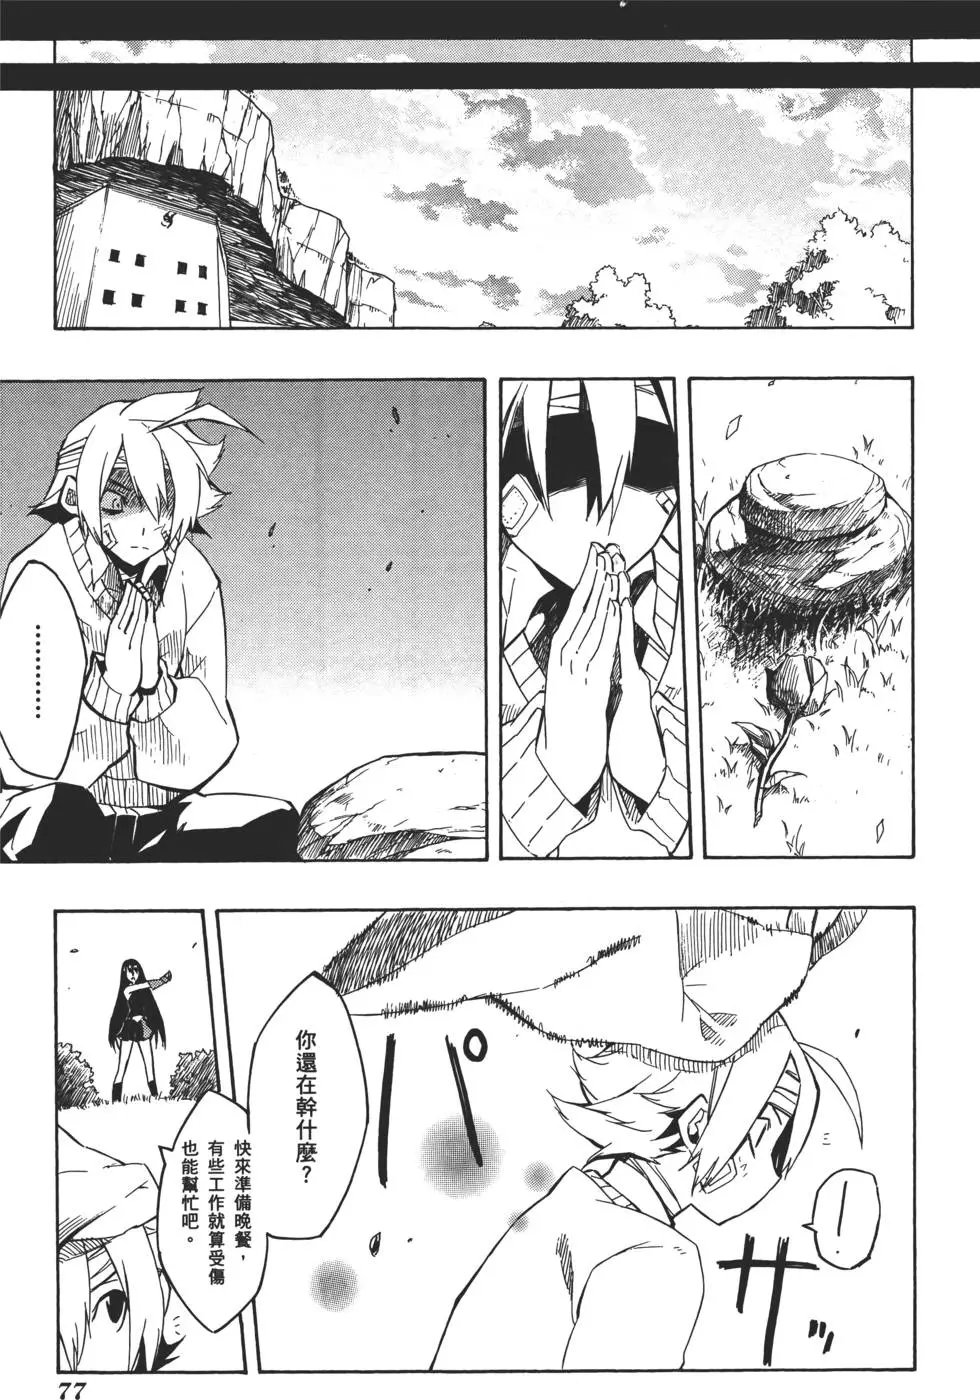 ………
パ
サッ
！
你還在幹什麼？
快來準備晚餐，
有些工作就算受傷
也能幫忙吧。
77